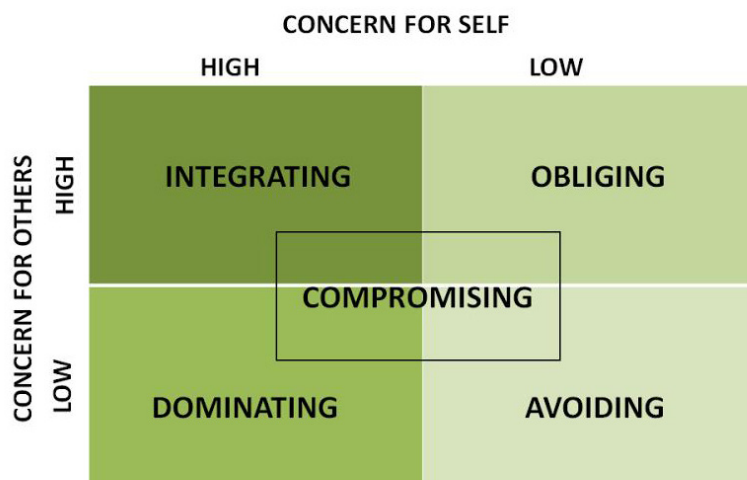 CONCERN FOR SELF
HIGH LOW
CONCERN FOR OTHERS
HIGH
INTEGRATING OBLIGING
COMPROMISING
LOW
DOMINATING AVOIDING